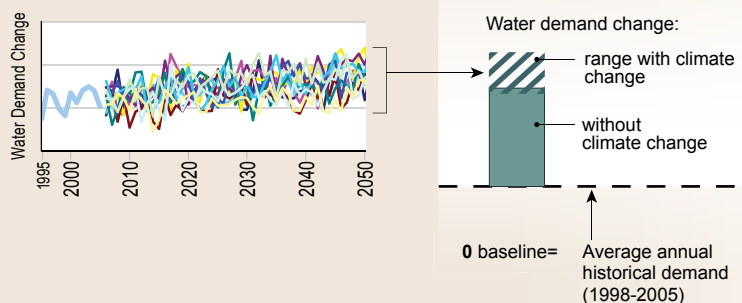 Water Demand Change
1995
2000
2010
2020
2030
2040
2050
Water demand change:
range with climate
change
without
climate change
0 baseline=
Average annual
historical demand
(1998-2005)